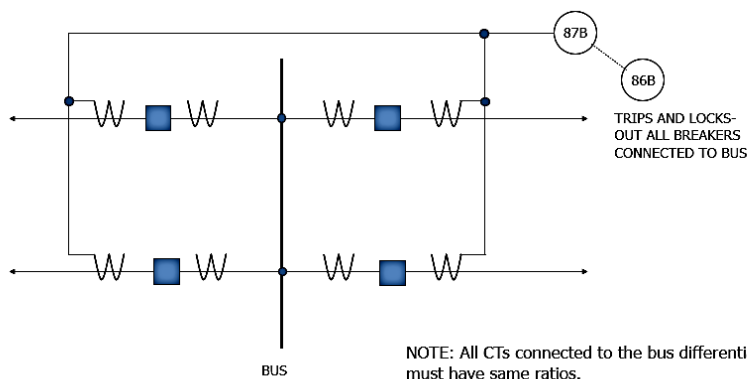 87B
86B
TRIPS AND LOCKS-
OUT ALL BREAKERS
CONNECTED TO BUS
BUS
NOTE: All CTs connected to the bus differenti
must have same ratios.